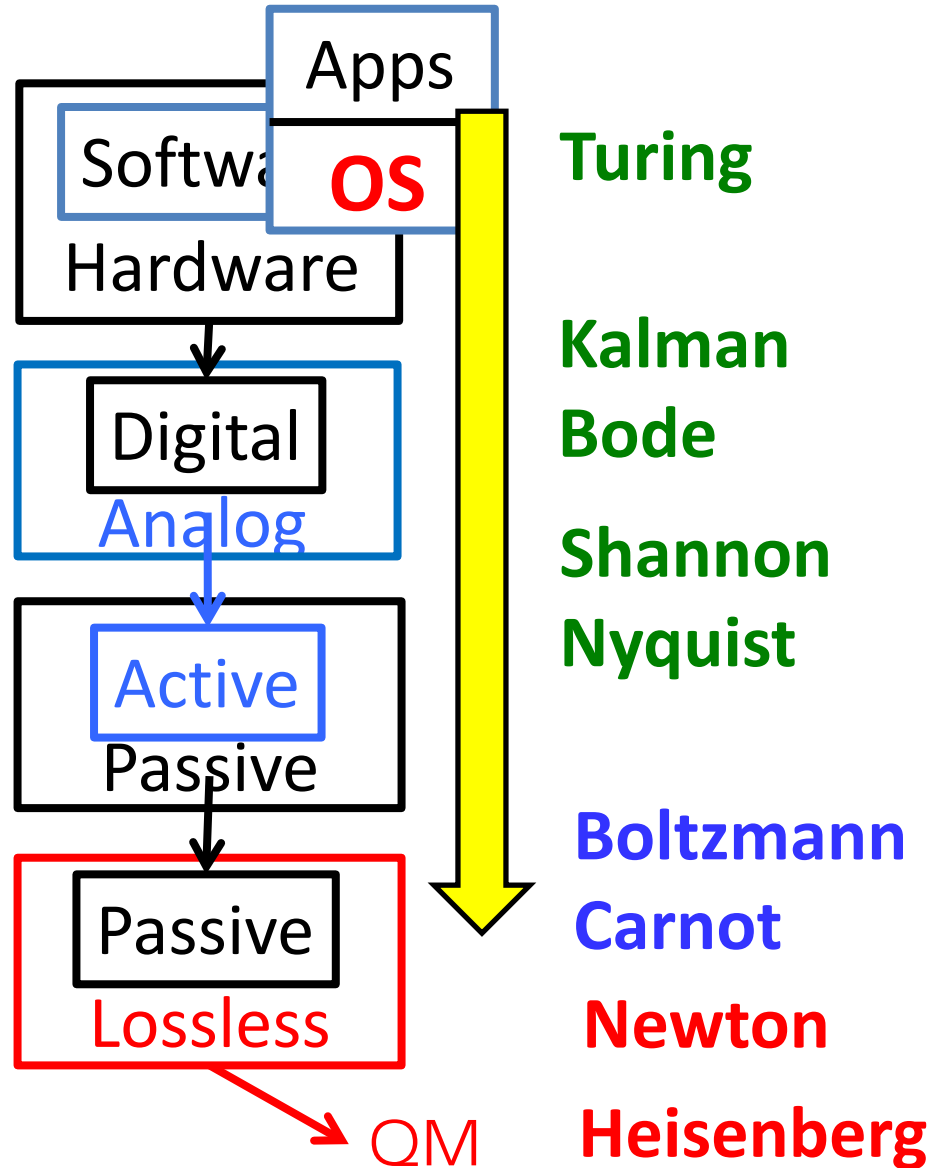 Apps
Softwa
OS
Hardware
Digital
Analog
Active
Passive
Passive
Lossless
QM
Turing
Kalman
Bode
Shannon
Nyquist
Boltzmann
Carnot
Newton
Heisenberg